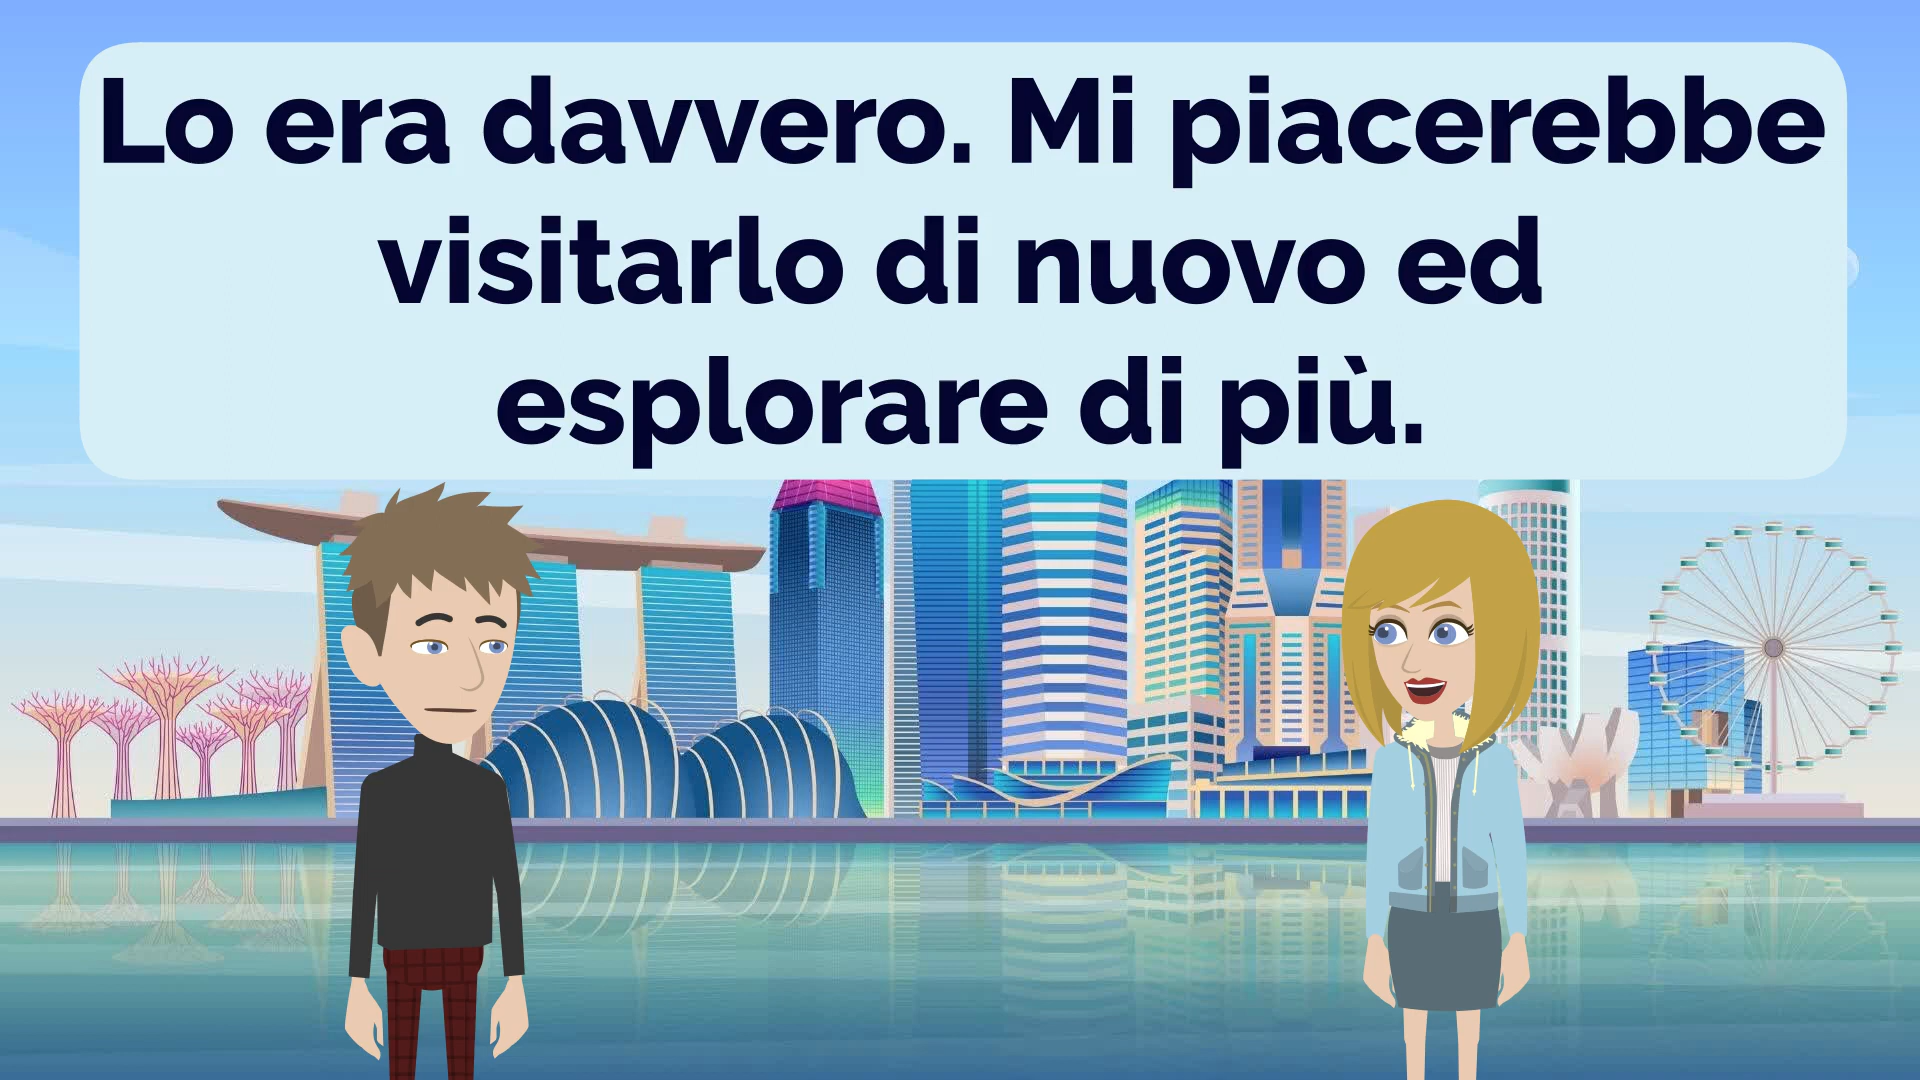 Lo era davvero. Mi piacerebbe
visitarlo di nuovo ed
esplorare di più.